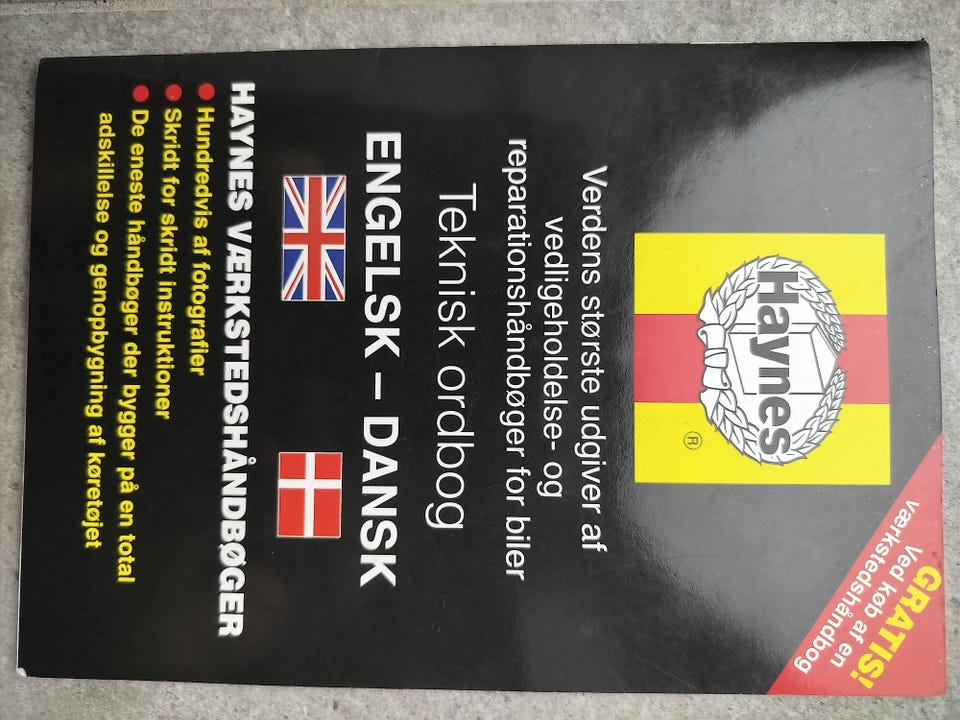 GRATIS!
Ved køb af en
værkstedshåndbog
Haynes
®
Verdens største udgiver af
vedligeholdelse- og
reparationshåndbøger for biler
Teknisk ordbog
ENGELSK – DANSK
HAYNES VÆRKSTEDSHÅNDBØGER
● Hundredvis af fotografier
● Skridt for skridt instruktioner
● De eneste håndbøger der bygger på en total
adskillelse og genopbygning af køretøjet